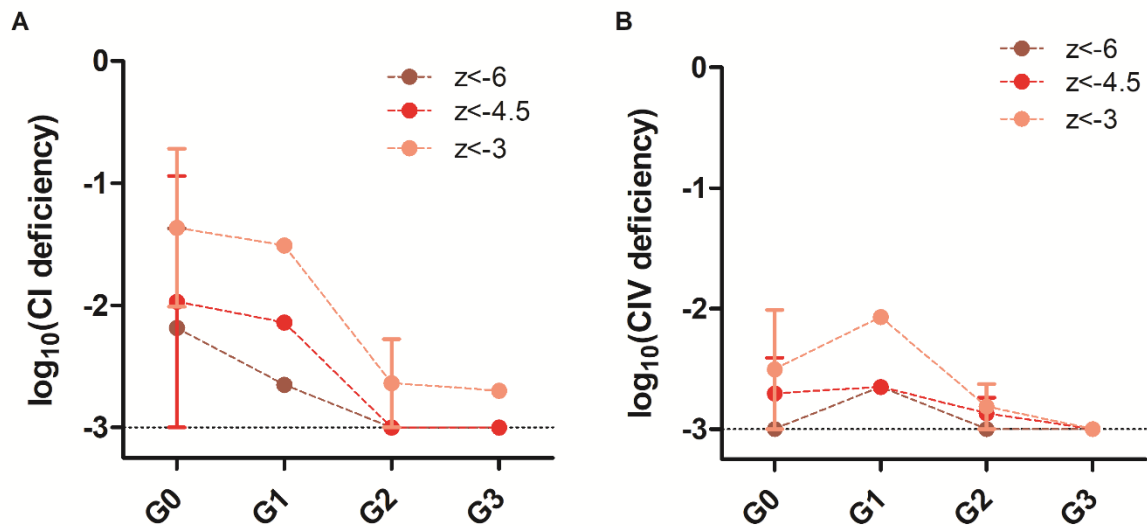 A
log10(CI deficiency)
0
-1
-2
-3
z<-6
z<-4.5
z<-3
G0 G1 G2 G3
B
log10(CIV deficiency)
0
-1
-2
-3
z<-6
z<-4.5
z<-3
G0 G1 G2 G3